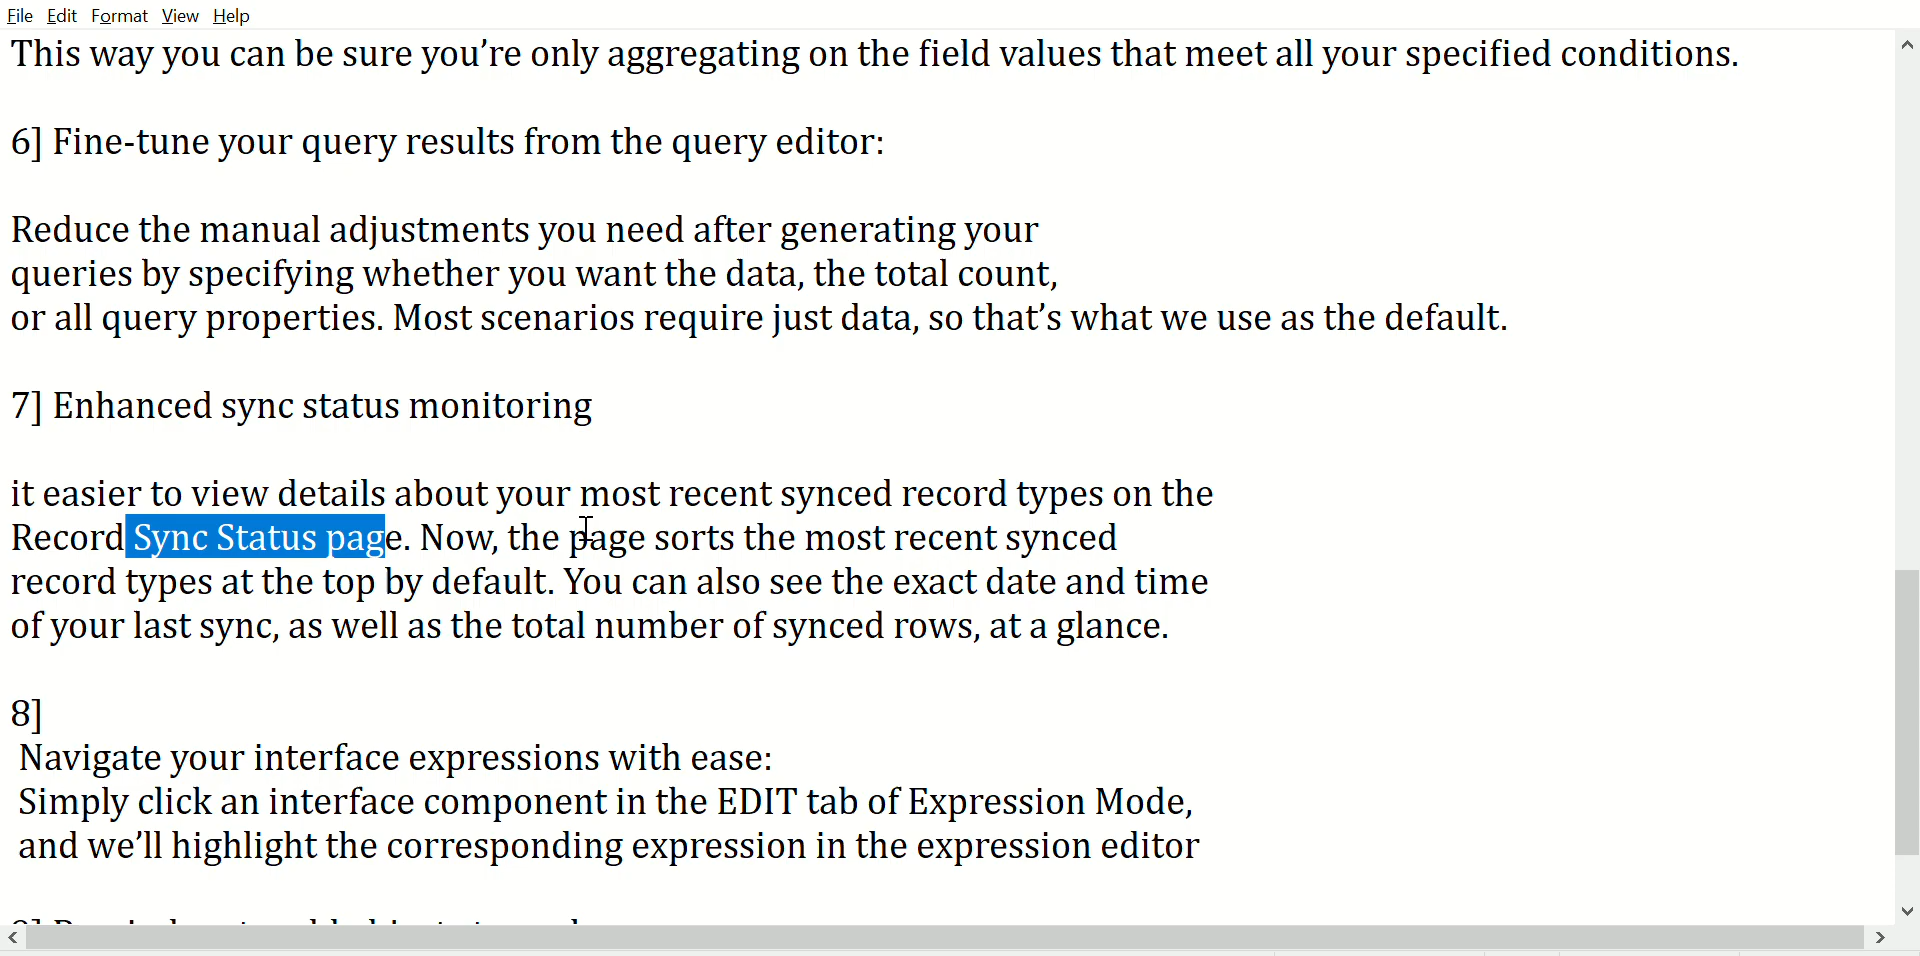 File Edit Format View Help
This way you can be sure you’re only aggregating on the field values that meet all your specified conditions.
6] Fine-tune your query results from the query editor:
Reduce the manual adjustments you need after generating your
queries by specifying whether you want the data, the total count,
or all query properties. Most scenarios require just data, so that’s what we use as the default.
7] Enhanced sync status monitoring
it easier to view details about your most recent synced record types on the
Record Sync Status page. Now, the page sorts the most recent synced
record types at the top by default. You can also see the exact date and time
of your last sync, as well as the total number of synced rows, at a glance.
8]
Navigate your interface expressions with ease:
Simply click an interface component in the EDIT tab of Expression Mode,
and we’ll highlight the corresponding expression in the expression editor